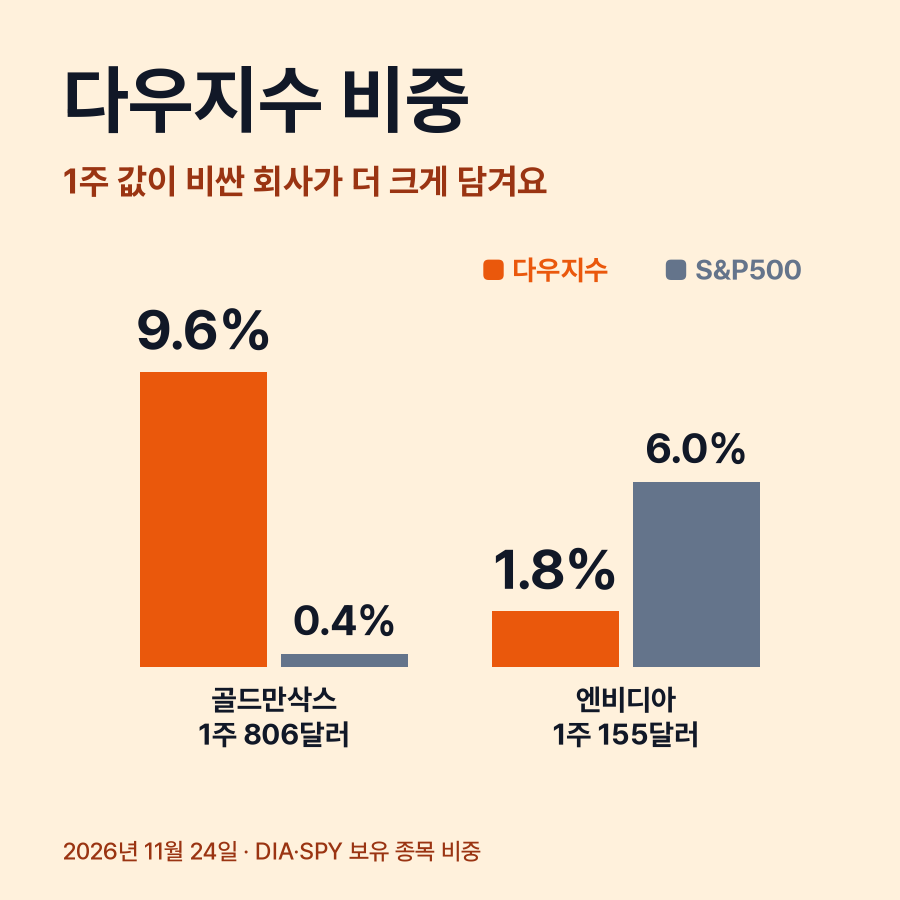 다우지수 비중
1주 값이 비싼 회사가 더 크게 담겨요
다우지수 S&P500
9.6%
0.4%
1.8%
6.0%
골드만삭스
1주 806달러
엔비디아
1주 155달러
2026년 11월 24일 · DIA·SPY 보유 종목 비중